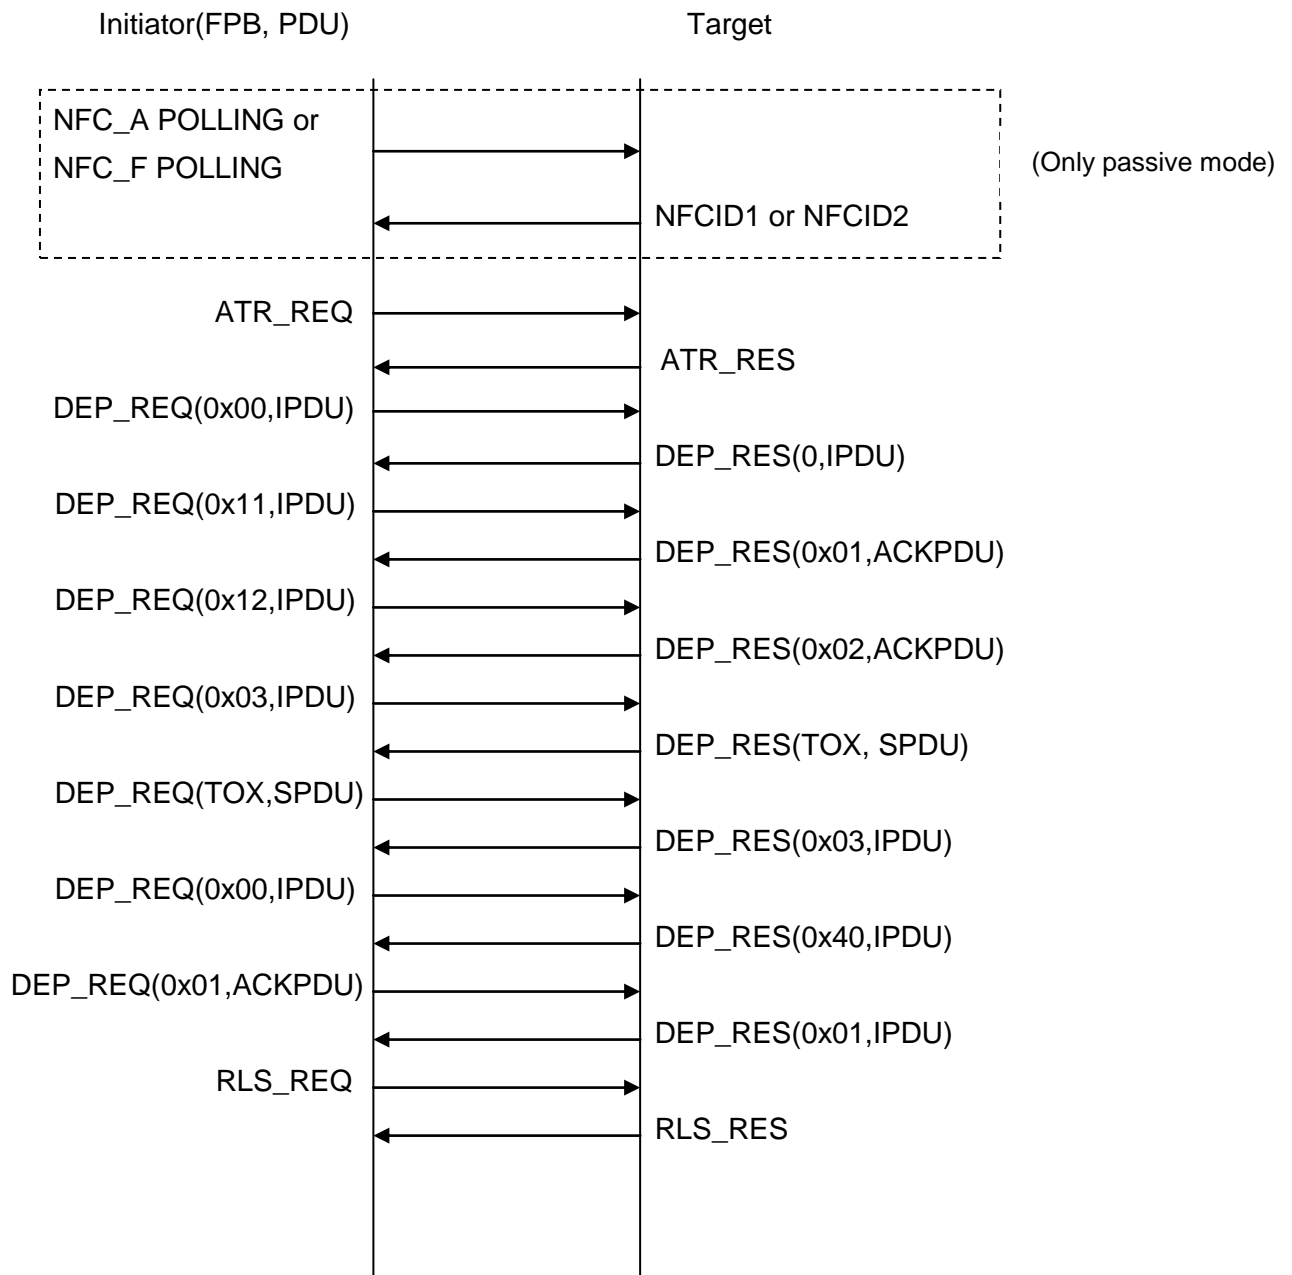 Initiator(FPB, PDU)
Target
NFC_A POLLING or
NFC_F POLLING
(Only passive mode)
NFCID1 or NFCID2
ATR_REQ
ATR_RES
DEP_REQ(0x00,IPDU)
DEP_RES(0,IPDU)
DEP_REQ(0x11,IPDU)
DEP_RES(0x01,ACKPDU)
DEP_REQ(0x12,IPDU)
DEP_RES(0x02,ACKPDU)
DEP_REQ(0x03,IPDU)
DEP_RES(TOX, SPDU)
DEP_REQ(TOX,SPDU)
DEP_RES(0x03,IPDU)
DEP_REQ(0x00,IPDU)
DEP_RES(0x40,IPDU)
DEP_REQ(0x01,ACKPDU)
DEP_RES(0x01,IPDU)
RLS_REQ
RLS_RES